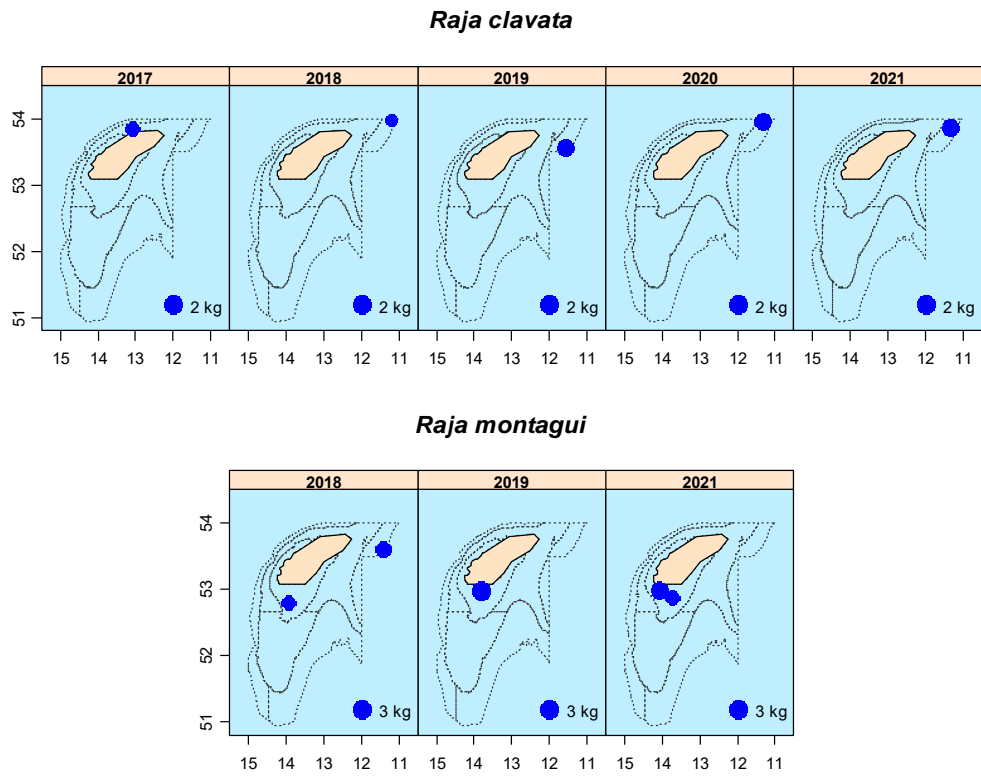 Raja clavata
2017 2018 2019 2020 2021
54
53
52
51
2 kg 2 kg 2 kg 2 kg 2 kg
15 14 13 12 11 15 14 13 12 11 15 14 13 12 11 15 14 13 12 11 15 14 13 12 11
Raja montagui
2018 2019 2021
54
53
52
51
3 kg 3 kg 3 kg
15 14 13 12 11 15 14 13 12 11 15 14 13 12 11